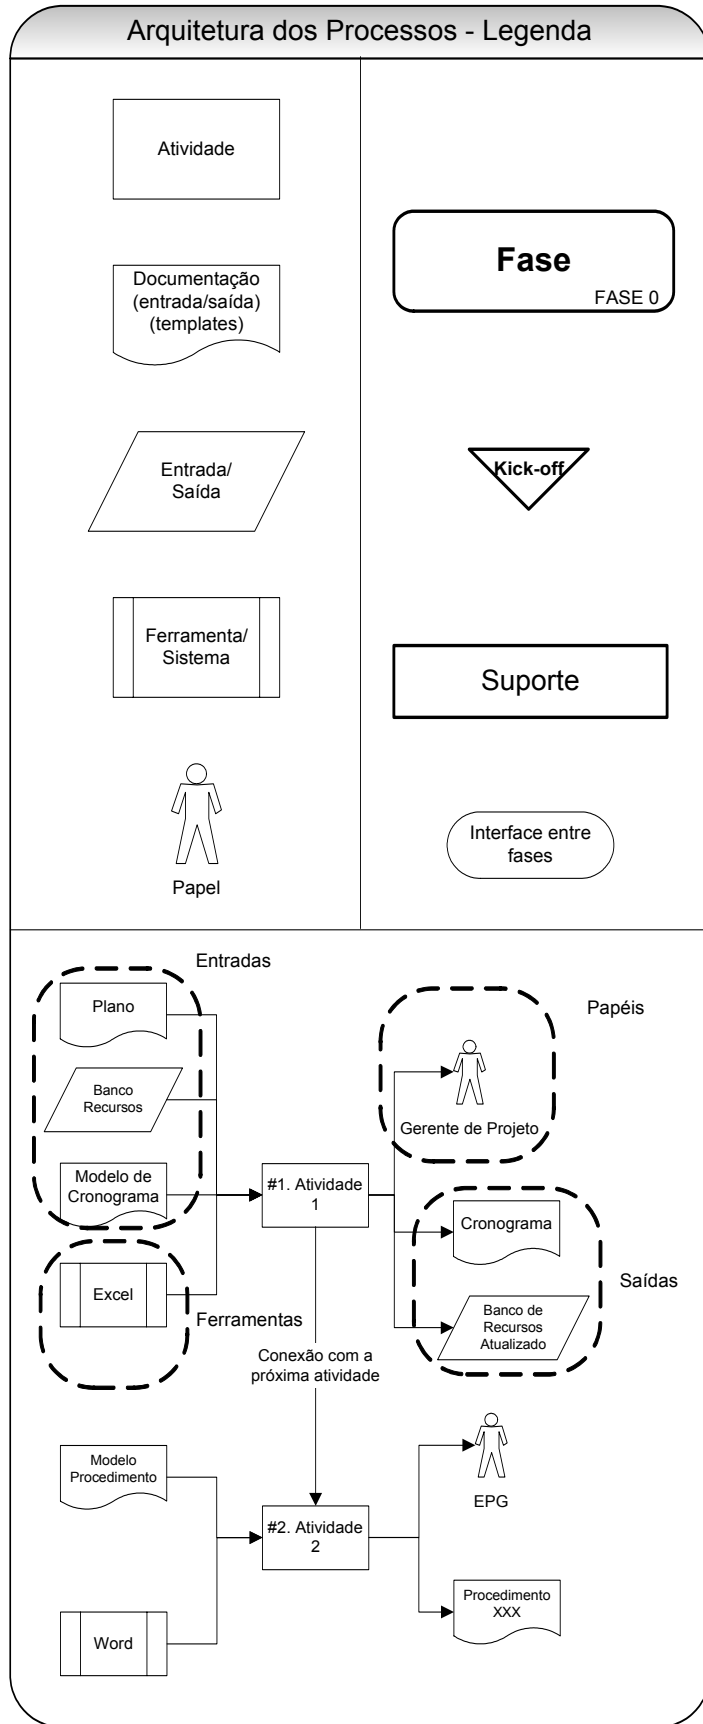 Arquitetura dos Processos - Legenda
Atividade
Documentação
(entrada/saída)
(templates)
Entrada/
Saída
Ferramenta/
Sistema
Papel
Fase
FASE 0
Kick-off
Suporte
Interface entre
fases
Entradas
Plano
Banco
Recursos
Modelo de
Cronograma
Excel
Ferramentas
#1. Atividade
1
Papéis
Gerente de Projeto
Cronograma
Saídas
Banco de
Recursos
Atualizado
Conexão com a
próxima atividade
Modelo
Procedimento
Word
#2. Atividade
2
EPG
Procedimento
XXX